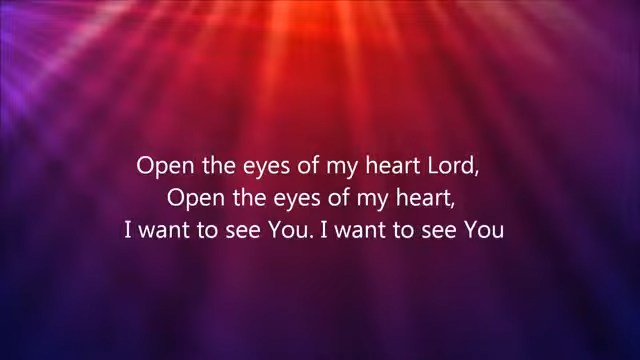 Open the eyes of my heart Lord,
Open the eyes of my heart,
I want to see You. I want to see You